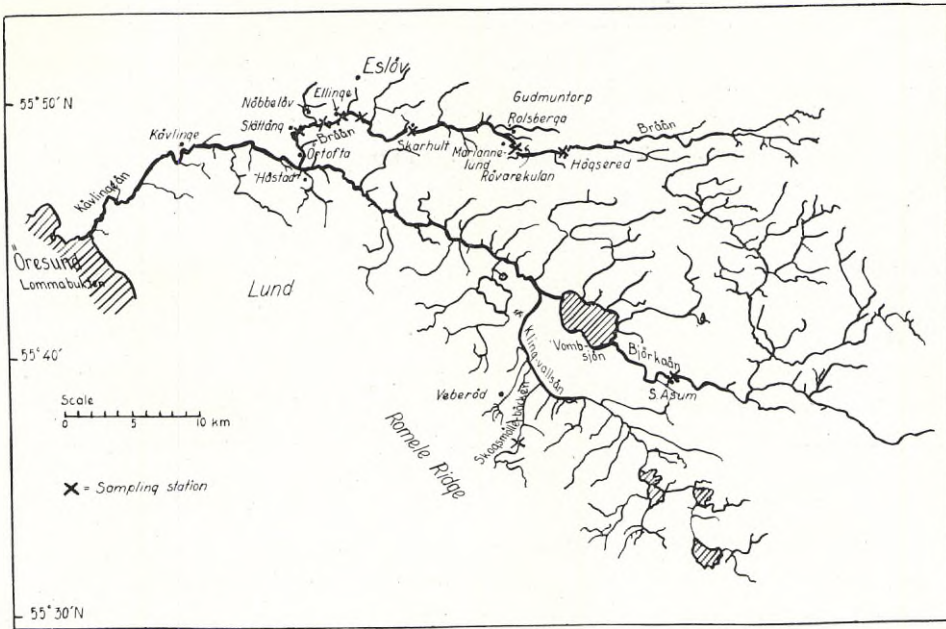 55°50´N
Eslöv
Nöbbelöv
Ellinge
Slättäng
Bråån
Örtofta
Håstad
Kävlinge
Kävlingeån
Skarhult
Gudmuntorp
Rolsberga
Marianne-
lund
Rövarekulan
Högsered
Bråån
Öresund
Lommabukten
Lund
55°40´
Vomb-
sjön
Björkaån
S.Åsum
Kling-vallsån
Veberöd
Skogsmöllebäcken
Romele Ridge
Scale
0 5 10 km
X = Sampling station
55°30´N